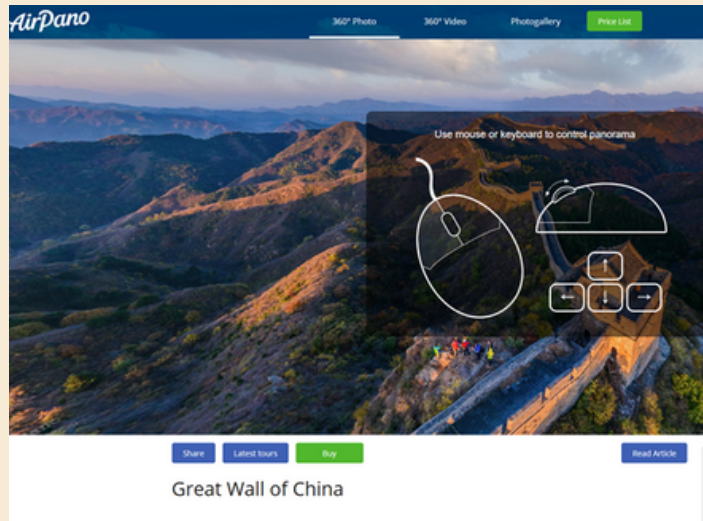 AirPano
360° Photo
360° Video
Photogallery
Price List
Use mouse or keyboard to control panorama
↑
← ↓ →
Share
Latest tours
Buy
Read Article
Great Wall of China